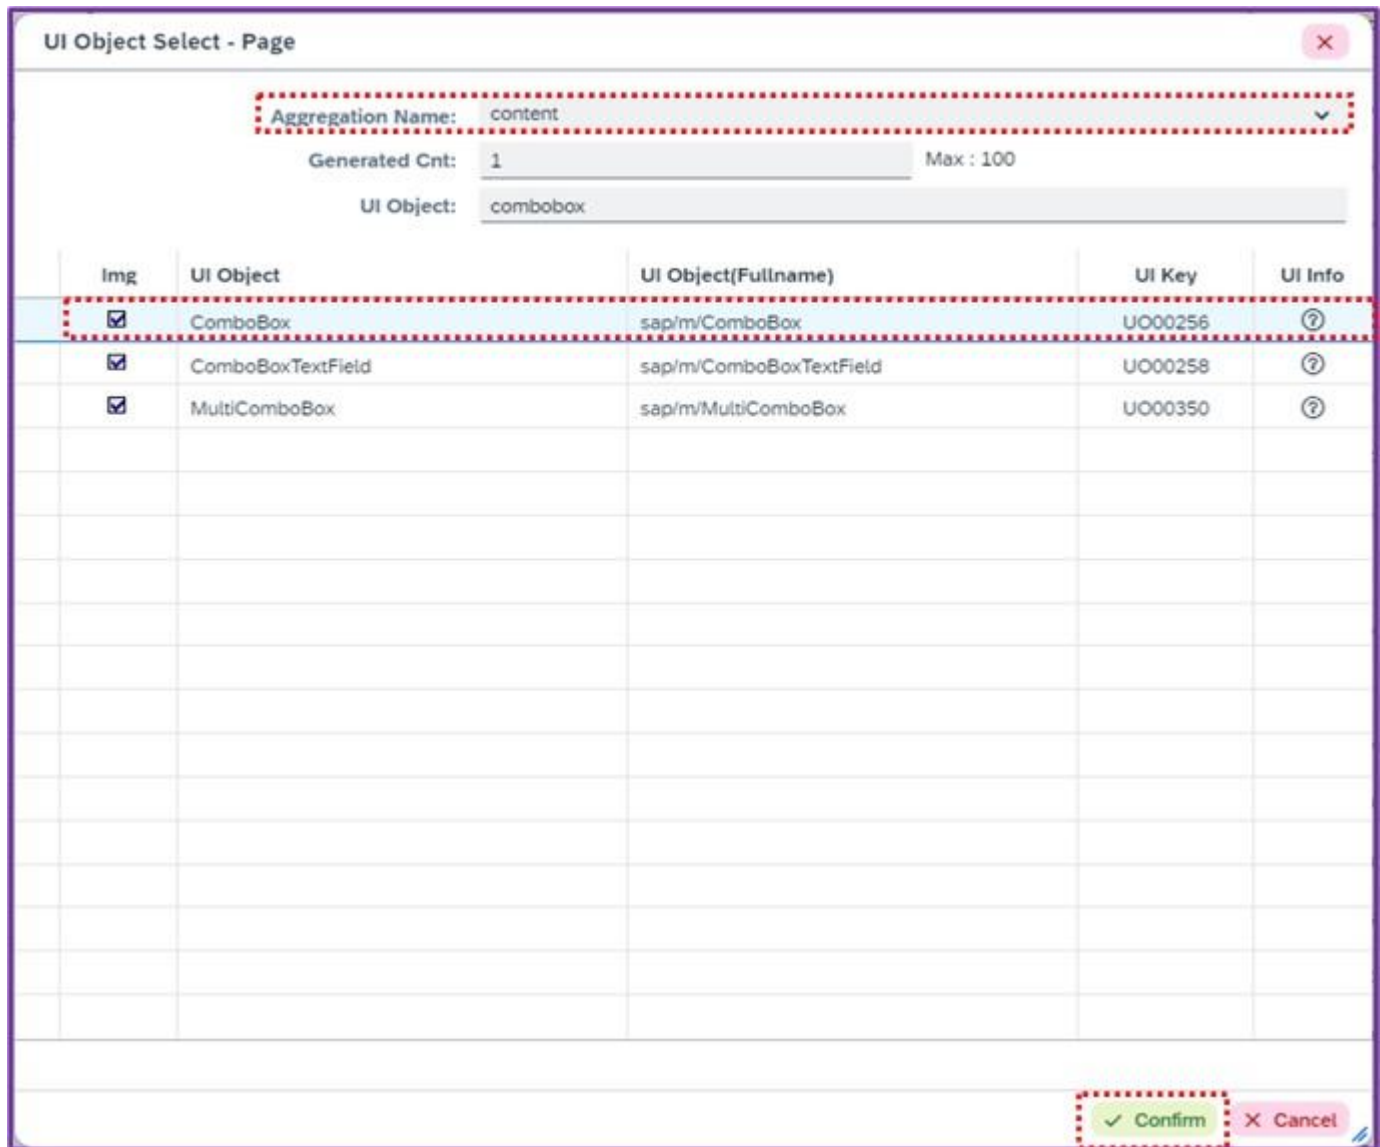 UI Object Select - Page
Aggregation Name: content
Generated Cnt: 1 Max : 100
UI Object: combobox
Img UI Object UI Object(Fullname) UI Key UI Info
ComboBox sap/m/ComboBox UO00256
ComboBoxTextField sap/m/ComboBoxTextField UO00258
MultiComboBox sap/m/MultiComboBox UO00350
Confirm Cancel